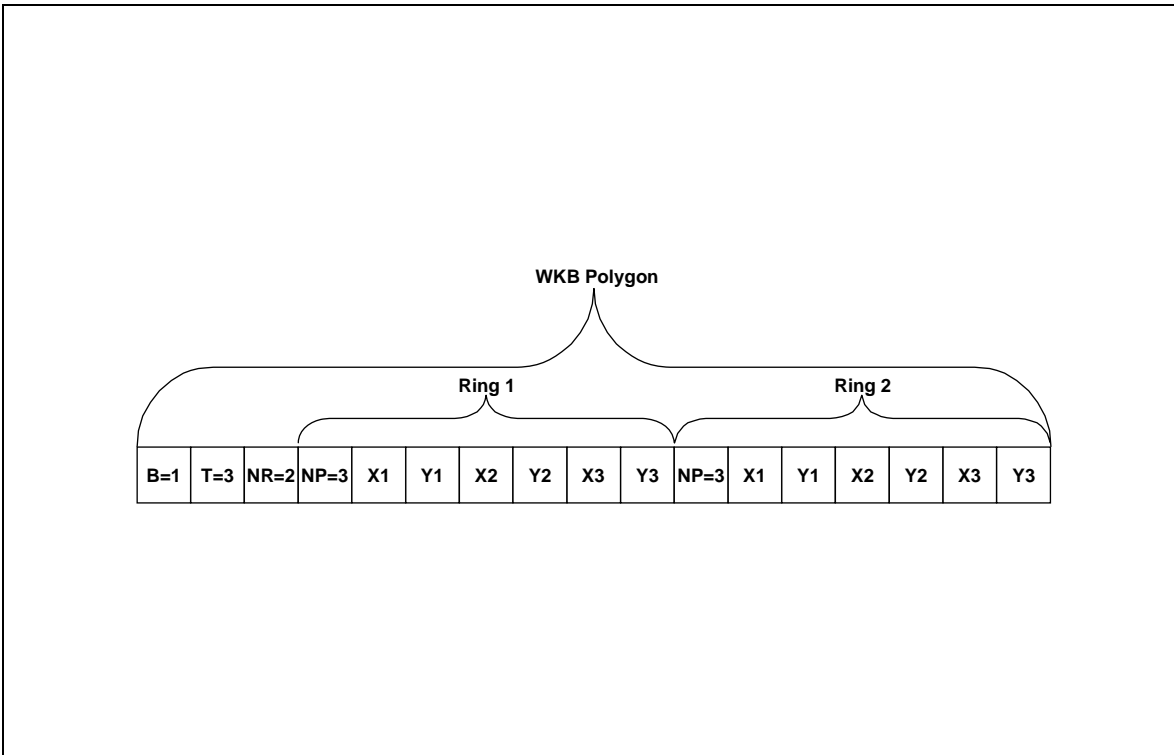 WKB Polygon
Ring 1 Ring 2
B=1 T=3 NR=2 NP=3 X1 Y1 X2 Y2 X3 Y3 NP=3 X1 Y1 X2 Y2 X3 Y3